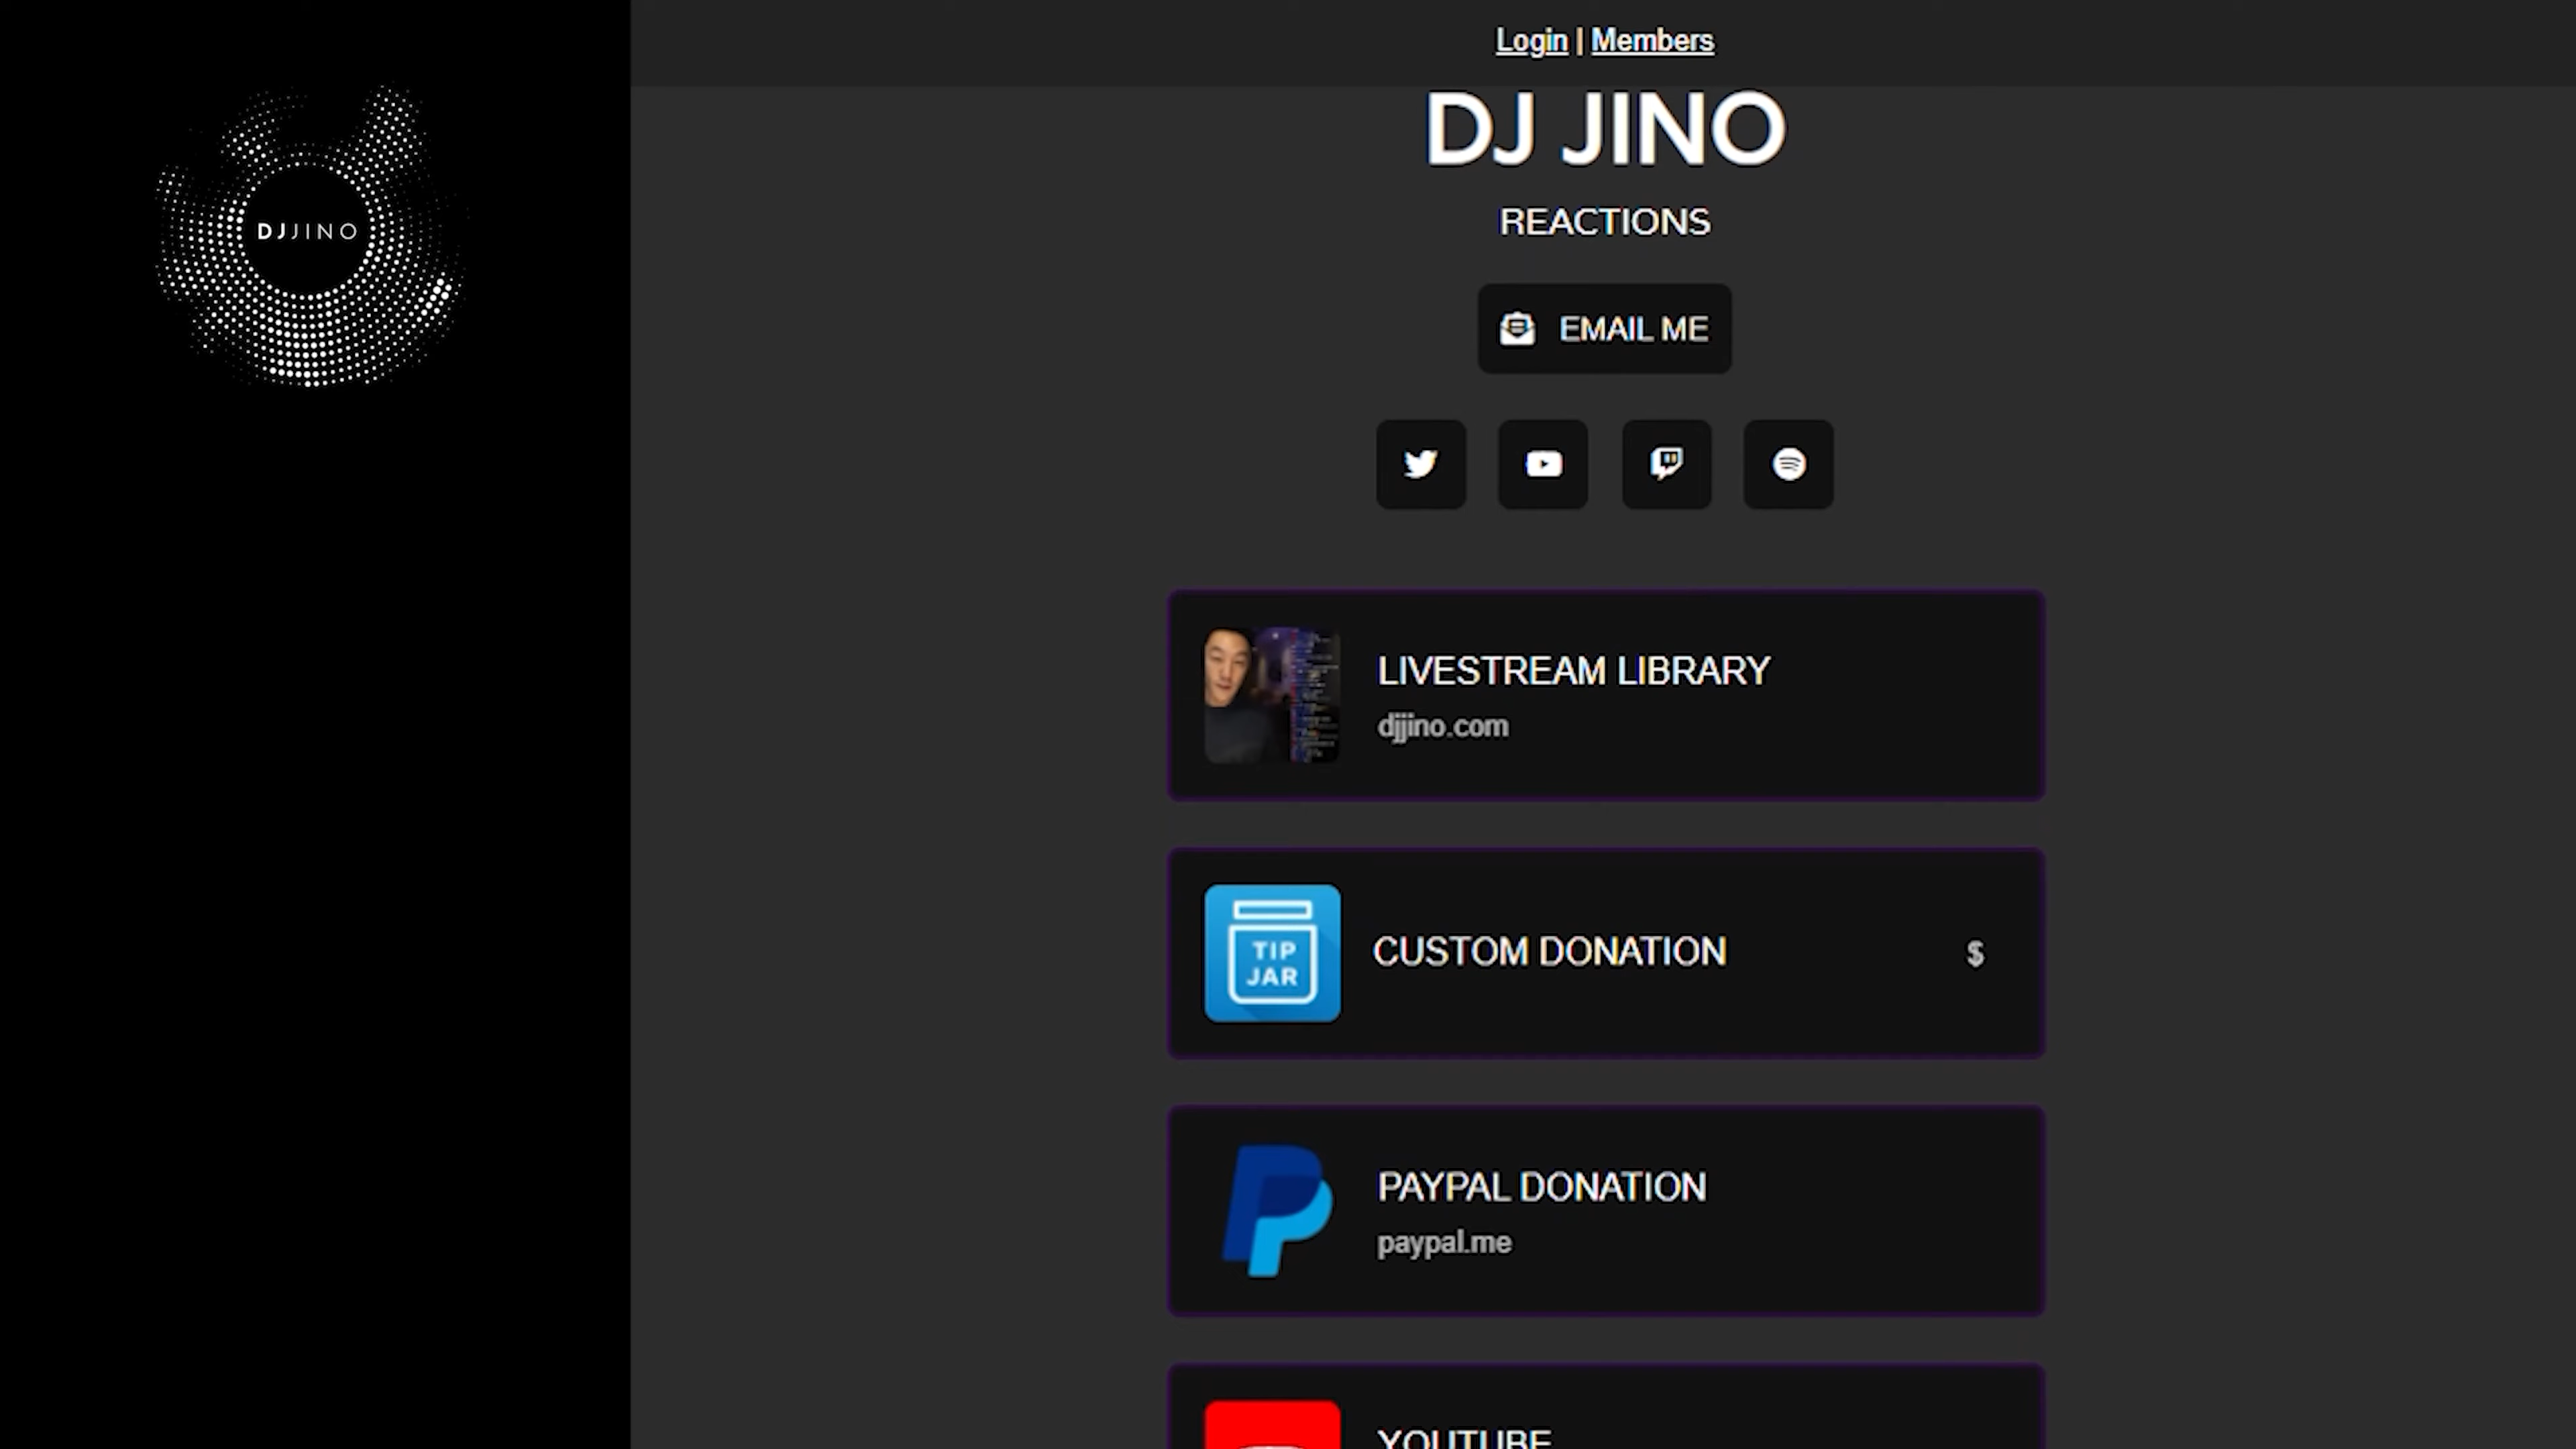 DJJINO
Login | Members
DJ JINO
REACTIONS
EMAIL ME
LIVESTREAM LIBRARY
djjino.com
TIP
JAR
CUSTOM DONATION
$
PAYPAL DONATION
paypal.me
YOUTUBE